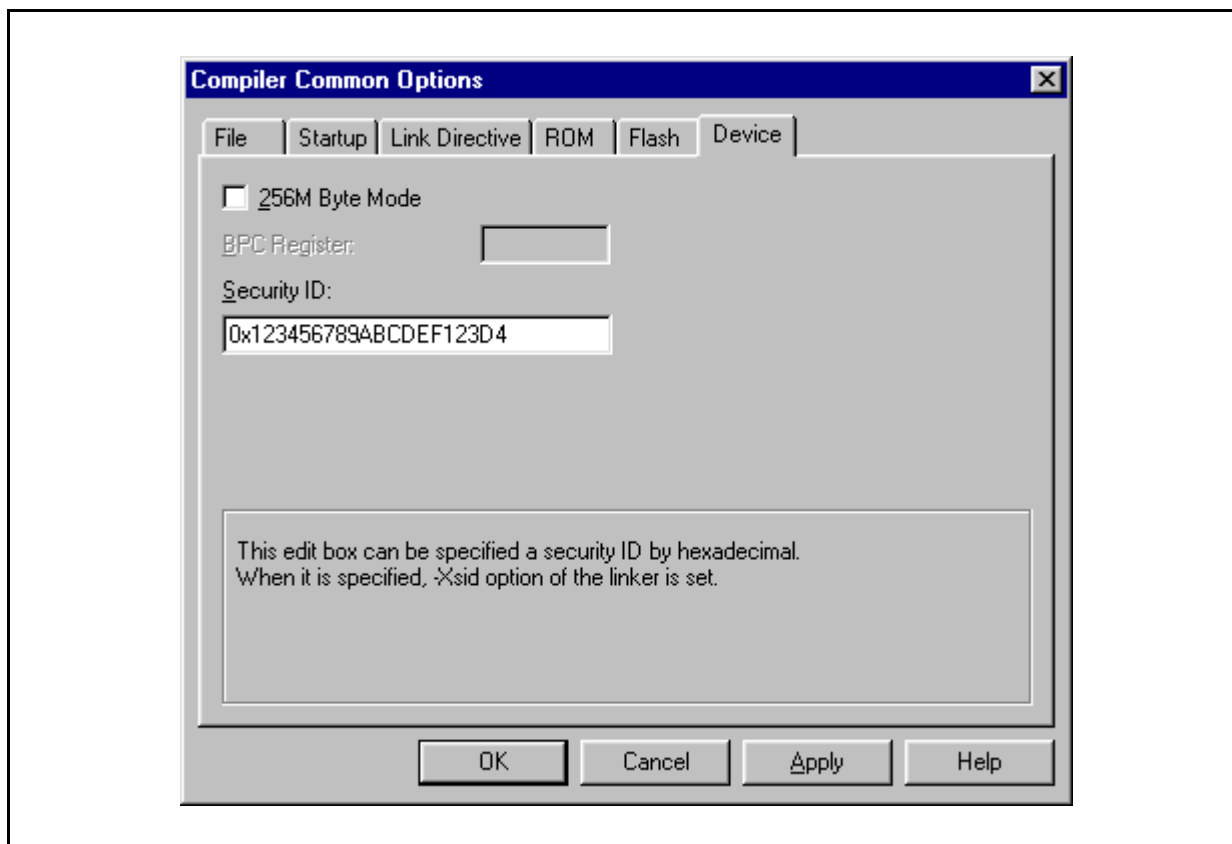 Compiler Common Options
File Startup Link Directive ROM Flash Device
256M Byte Mode
BPC Register:
Security ID:
0x123456789ABCDEF123D4
This edit box can be specified a security ID by hexadecimal.
When it is specified, -Xsid option of the linker is set.
OK Cancel Apply Help